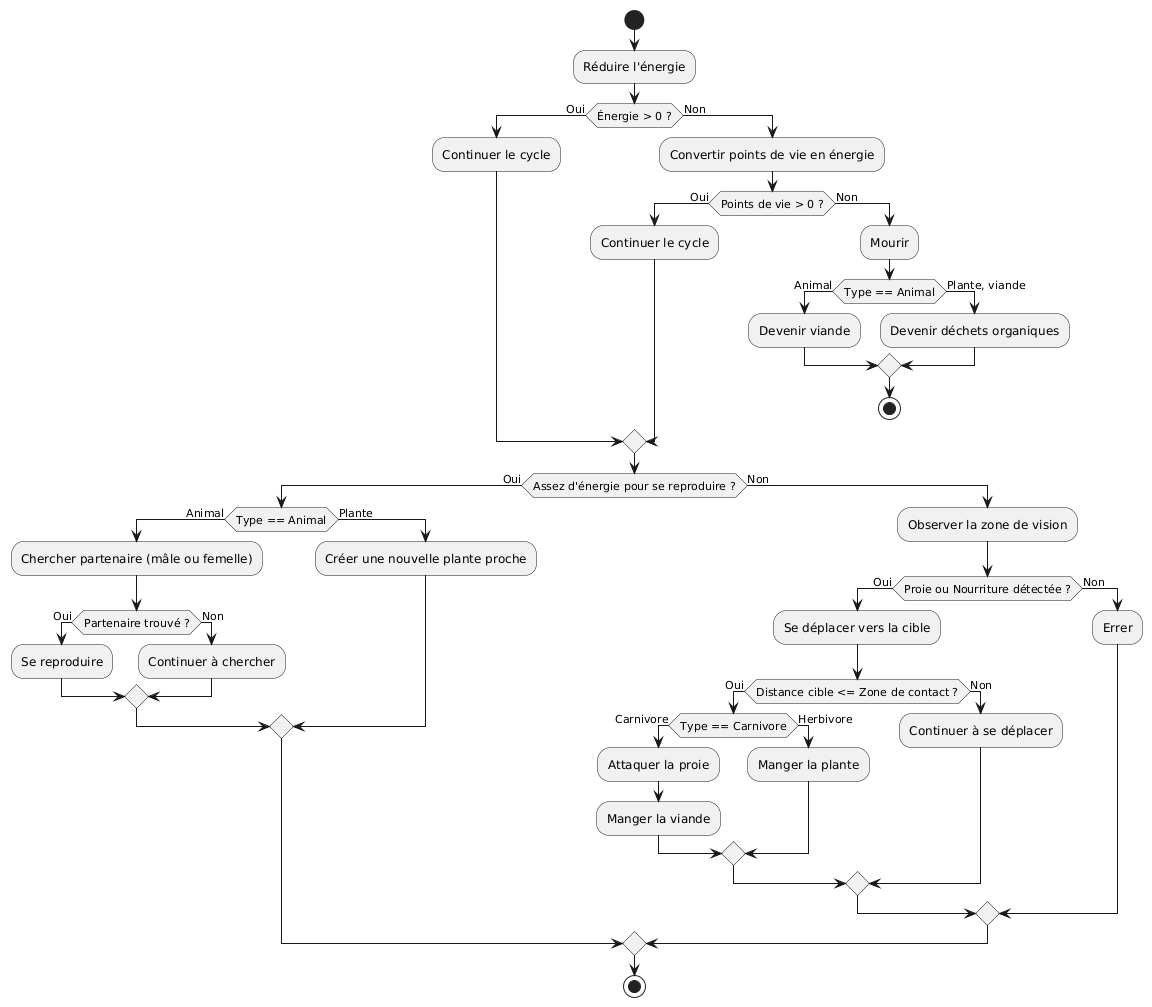 Réduire l'énergie
Oui
Énergie > 0 ?
Non
Continuer le cycle
Convertir points de vie en énergie
Oui
Points de vie > 0 ?
Non
Continuer le cycle
Mourir
Animal
Type == Animal
Plante, viande
Devenir viande
Devenir déchets organiques
Oui
Assez d'énergie pour se reproduire ?
Non
Animal
Type == Animal
Plante
Observer la zone de vision
Chercher partenaire (mâle ou femelle)
Créer une nouvelle plante proche
Oui
Proie ou Nourriture détectée ?
Non
Oui
Partenaire trouvé ?
Non
Se déplacer vers la cible
Errer
Se reproduire
Continuer à chercher
Oui
Distance cible <= Zone de contact ?
Non
Carnivore
Type == Carnivore
Herbivore
Continuer à se déplacer
Attaquer la proie
Manger la plante
Manger la viande